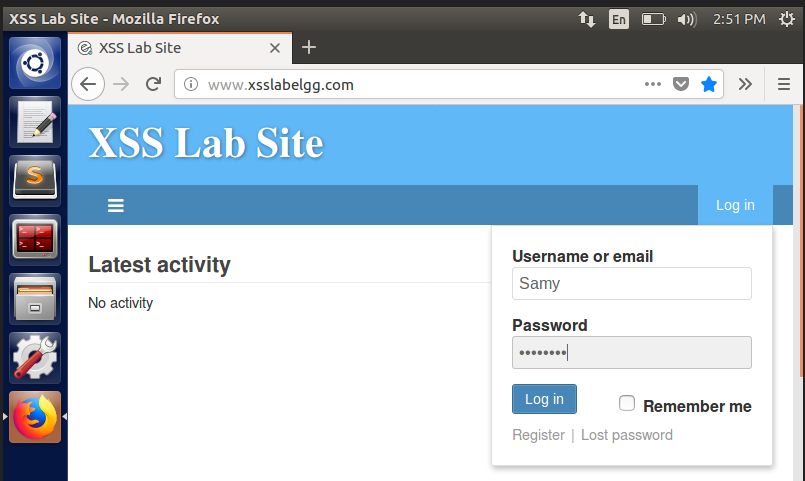 XSS Lab Site - Mozilla Firefox
En
2:51 PM
XSS Lab Site
www.xsslabelgg.com
XSS Lab Site
Log in
Latest activity
No activity
Username or email
Samy
Password
••••••••
Log in
Remember me
Register | Lost password